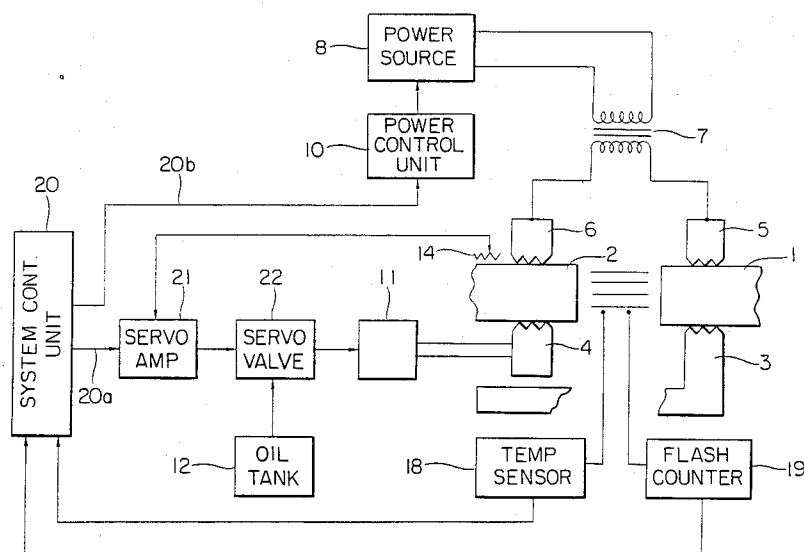 8
POWER
SOURCE
7
10
POWER
CONTROL
UNIT
20b
20
SYSTEM CONT.
UNIT
20a
14
6
2
5
1
21
SERVO
AMP
22
SERVO
VALVE
11
4
3
12
OIL
TANK
18
TEMP
SENSOR
FLASH
COUNTER
19